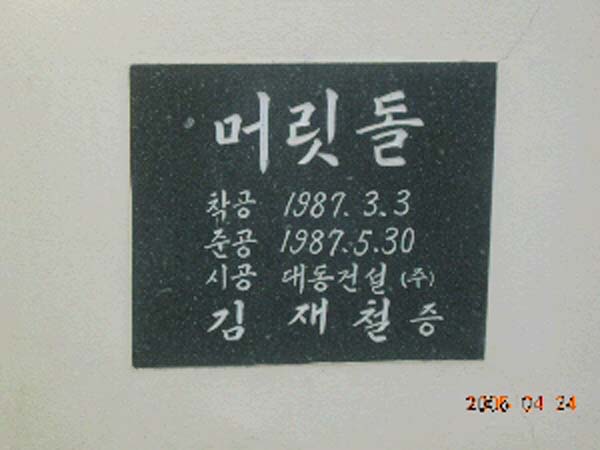 머릿돌
착공 1987.3.3
준공 1987.5.30
시공 대동건설(주)
김재철 증
04 24